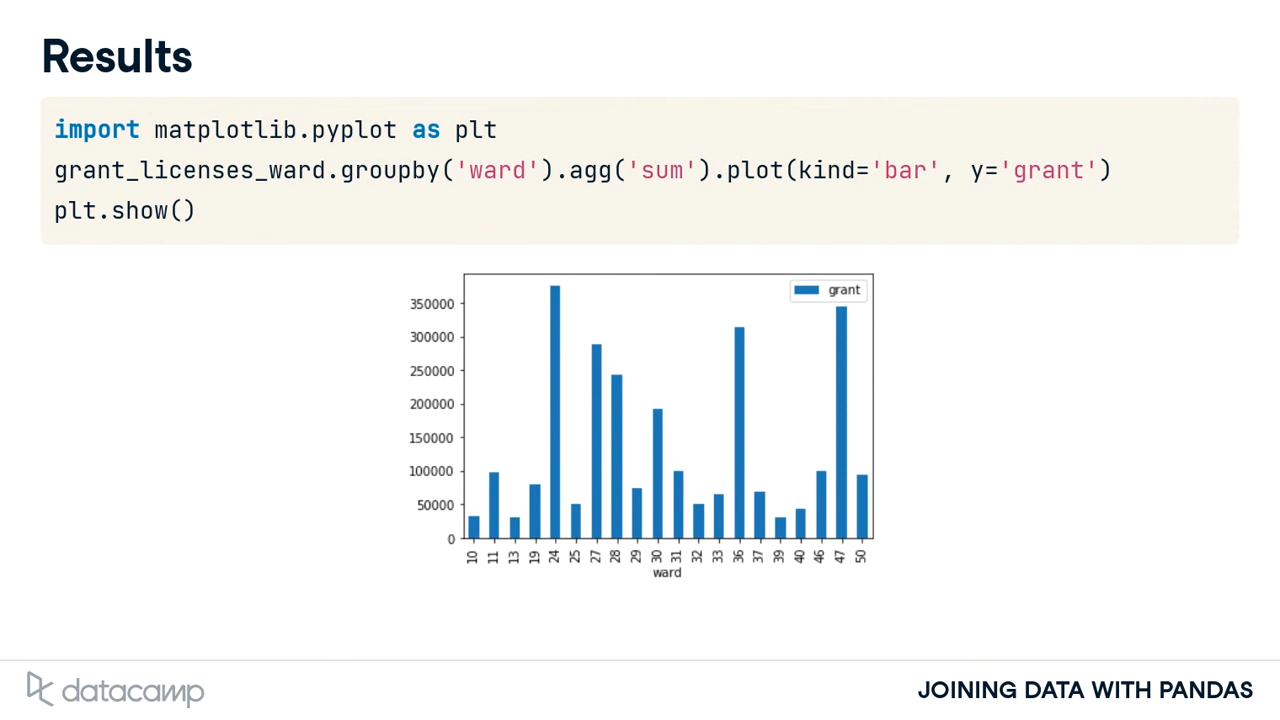 Results
import matplotlib.pyplot as plt
grant_licenses_ward.groupby('ward').agg('sum').plot(kind='bar', y='grant')
plt.show()
grant
350000
300000
250000
200000
150000
100000
50000
0
10 11 13 19 24 25 27 28 29 30 31 32 33 36 37 39 40 46 47 50
ward
datacamp
JOINING DATA WITH PANDAS